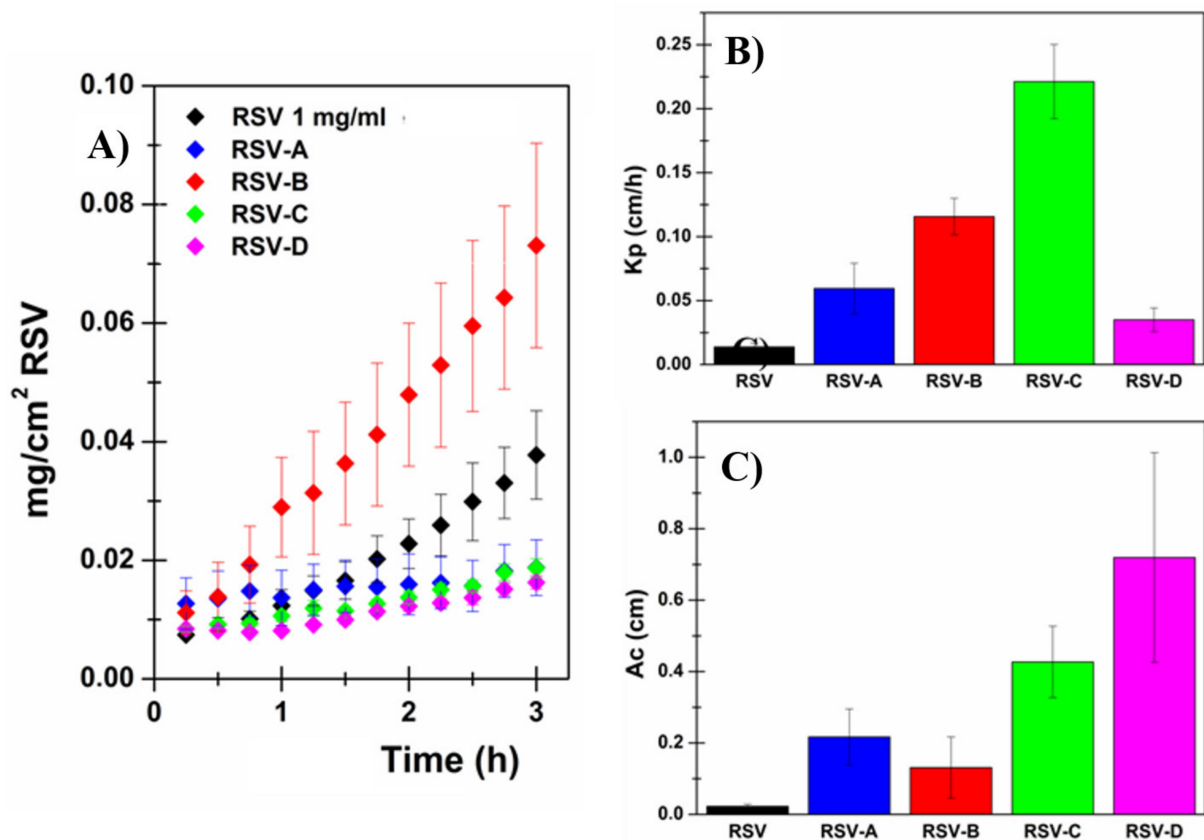 A)
0.10
0.08
0.06
0.04
0.02
0.00
mg/cm² RSV
RSV 1 mg/ml
RSV-A
RSV-B
RSV-C
RSV-D
0
1
2
3
Time (h)
B)
0.25
0.20
0.15
0.10
0.05
0.00
Kp (cm/h)
C)
RSV
RSV-A
RSV-B
RSV-C
RSV-D
C)
1.0
0.8
0.6
0.4
0.2
0.0
Ac (cm)
RSV
RSV-A
RSV-B
RSV-C
RSV-D